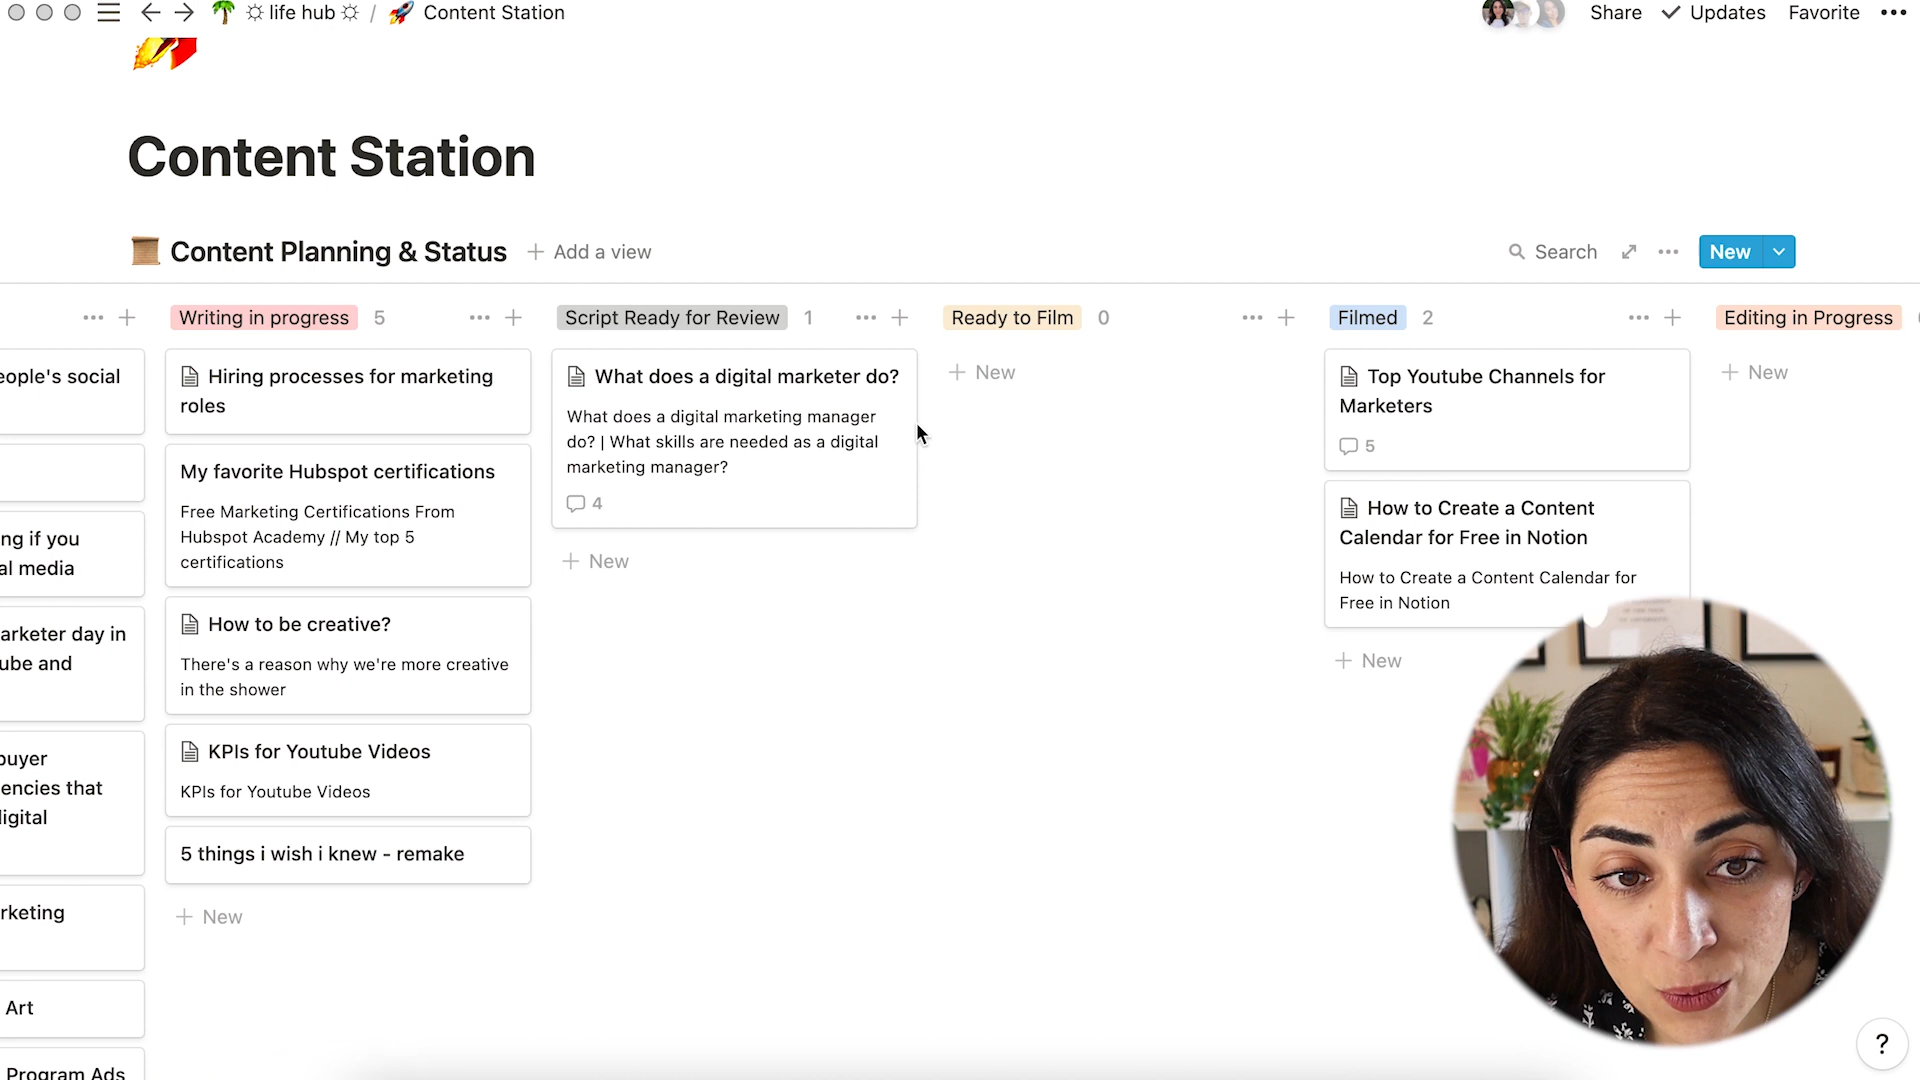 ☼ life hub ☼ / Content Station
Share ✓ Updates Favorite •••
Content Station
Content Planning & Status + Add a view
Search ••• New
••• +
eople's social
ng if you
al media
arketer day in
ube and
buyer
encies that
ligital
rketing
Art
Program Ads
Writing in progress 5 ••• +
Hiring processes for marketing
roles
My favorite Hubspot certifications
Free Marketing Certifications From
Hubspot Academy // My top 5
certifications
How to be creative?
There's a reason why we're more creative
in the shower
KPIs for Youtube Videos
KPIs for Youtube Videos
5 things i wish i knew - remake
+ New
Script Ready for Review 1 ••• +
What does a digital marketer do?
What does a digital marketing manager
do? | What skills are needed as a digital
marketing manager?
4
+ New
Ready to Film 0 ••• +
+ New
Filmed 2 ••• +
Top Youtube Channels for
Marketers
5
How to Create a Content
Calendar for Free in Notion
How to Create a Content Calendar for
Free in Notion
+ New
Editing in Progress
+ New
?